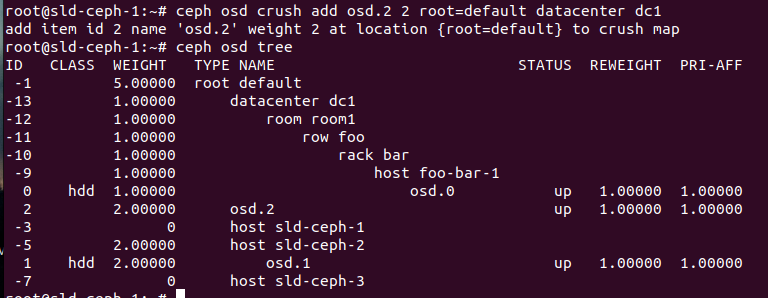 root@sld-ceph-1:~# ceph osd crush add osd.2 2 root=default datacenter dc1
add item id 2 name 'osd.2' weight 2 at location {root=default} to crush map
root@sld-ceph-1:~# ceph osd tree
ID CLASS WEIGHT TYPE NAME STATUS REWEIGHT PRI-AFF
-1 5.00000 root default
-13 1.00000 datacenter dc1
-12 1.00000 room room1
-11 1.00000 row foo
-10 1.00000 rack bar
-9 1.00000 host foo-bar-1
0 hdd 1.00000 osd.0 up 1.00000 1.00000
2 2.00000 osd.2 up 1.00000 1.00000
-3 0 host sld-ceph-1
-5 2.00000 host sld-ceph-2
1 hdd 2.00000 osd.1 up 1.00000 1.00000
-7 0 host sld-ceph-3
root@sld-ceph-1:~#